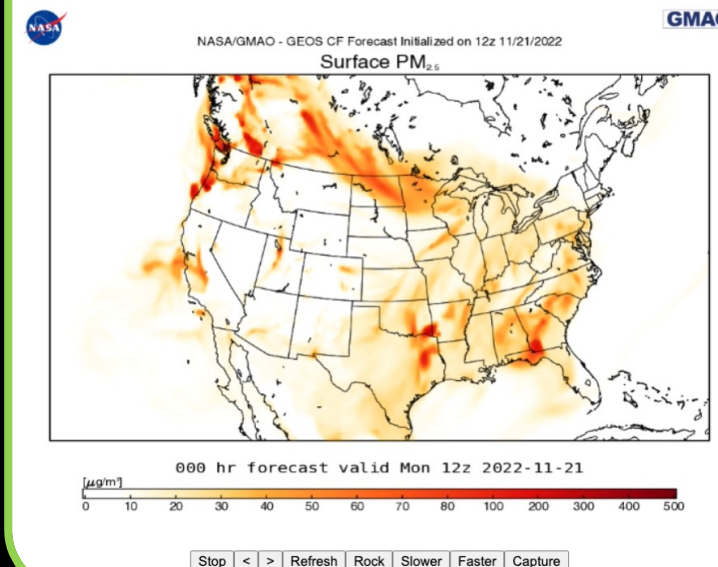 NASA
GMAO
NASA/GMAO - GEOS CF Forecast Initialized on 12z 11/21/2022
Surface PM2.5
000 hr forecast valid Mon 12z 2022-11-21
[μg/m³]
0 10 20 30 40 50 60 70 80 100 200 300 400 500
Stop < > Refresh Rock Slower Faster Capture